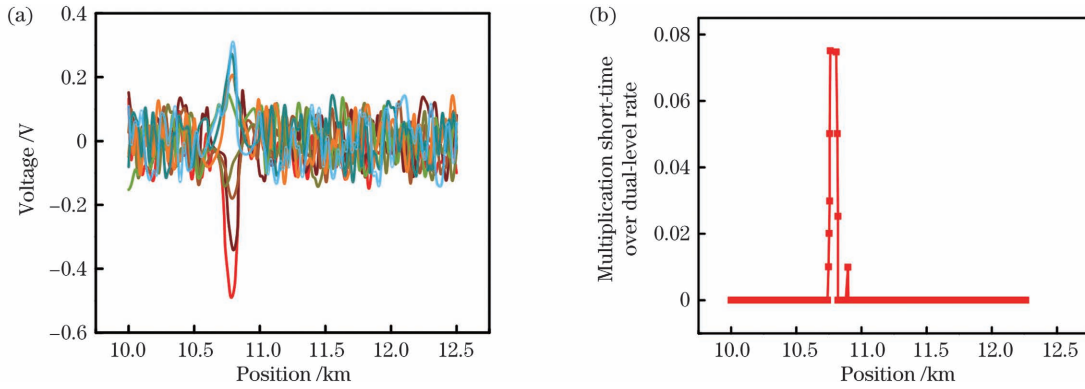 (a)
0.4
0.2
0
−0.2
−0.4
−0.6
Voltage /V
10.0 10.5 11.0 11.5 12.0 12.5
Position /km
(b)
0.08
0.06
0.04
0.02
0
Multiplication short-time
over dual-level rate
10.0 10.5 11.0 11.5 12.0 12.5
Position /km